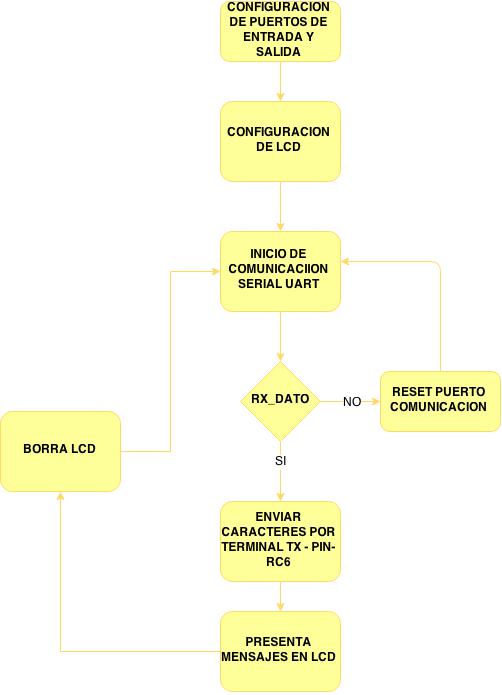 CONFIGURACION
DE PUERTOS DE
ENTRADA Y
SALIDA
CONFIGURACION
DE LCD
INICIO DE
COMUNICACIION
SERIAL UART
RX_DATO
NO
RESET PUERTO
COMUNICACION
BORRA LCD
SI
ENVIAR
CARACTERES POR
TERMINAL TX - PIN-
RC6
PRESENTA
MENSAJES EN LCD